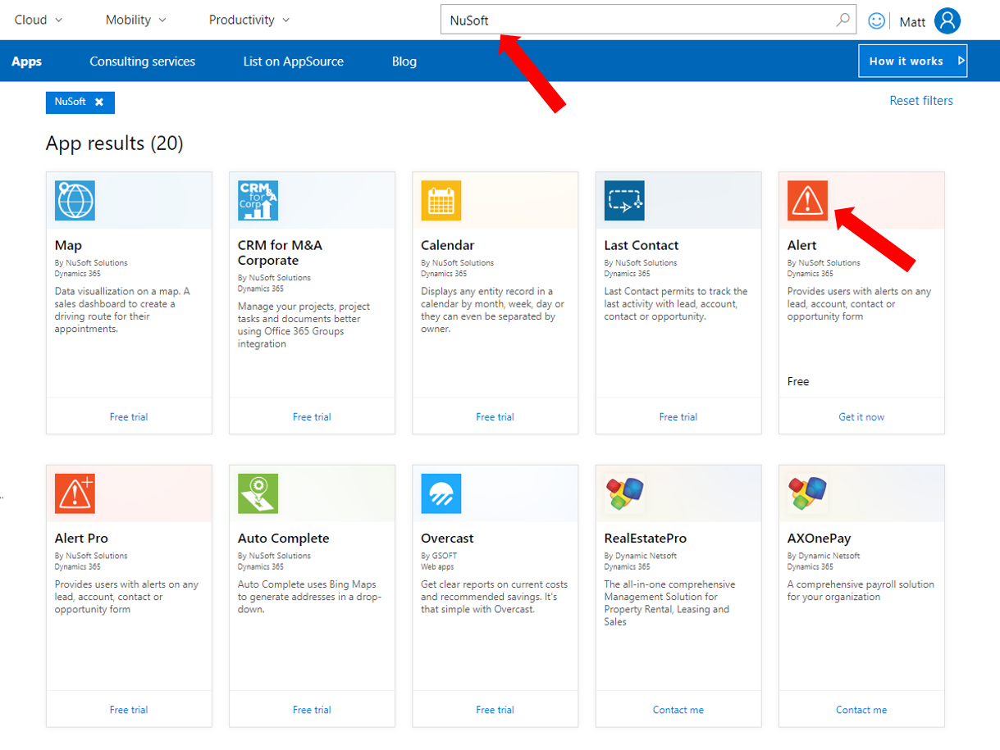 Cloud
Mobility
Productivity
NuSoft
Matt
Apps
Consulting services
List on AppSource
Blog
How it works
NuSoft
Reset filters
App results (20)
Map
By NuSoft Solutions
Dynamics 365
Data visuallization on a map. A
sales dashboard to create a
driving route for their
appointments.
Free trial
CRM&A
for
Corp
CRM for M&A
Corporate
By NuSoft Solutions
Dynamics 365
Manage your projects, project
tasks and documents better
using Office 365 Groups
integration
Free trial
Calendar
By NuSoft Solutions
Dynamics 365
Displays any entity record in a
calendar by month, week, day or
they can even be separated by
owner.
Free trial
Last Contact
By NuSoft Solutions
Dynamics 365
Last Contact permits to track the
last activity with lead, account,
contact or opportunity.
Free trial
Alert
By NuSoft Solutions
Dynamics 365
Provides users with alerts on any
lead, account, contact or
opportunity form
Free
Get it now
Alert Pro
By NuSoft Solutions
Dynamics 365
Provides users with alerts on any
lead, account, contact or
opportunity form
Free trial
Auto Complete
By NuSoft Solutions
Dynamics 365
Auto Complete uses Bing Maps
to generate addresses in a drop-
down.
Free trial
Overcast
By GSOFT
Web apps
Get clear reports on current costs
and recommended savings. It's
that simple with Overcast.
Free trial
RealEstatePro
By Dynamic Netsoft
Dynamics 365
The all-in-one comprehensive
Management Solution for
Property Rental, Leasing and
Sales
Contact me
AXOnePay
By Dynamic Netsoft
Dynamics 365
A comprehensive payroll solution
for your organization
Contact me